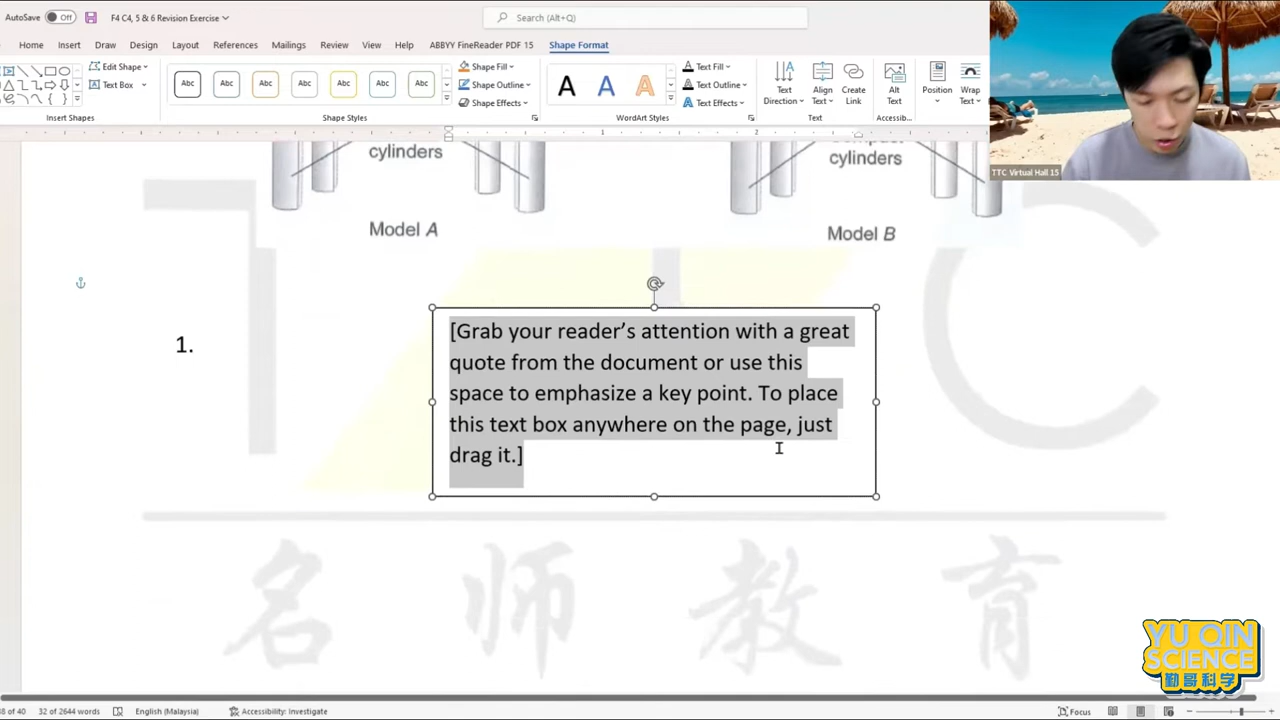 AutoSave Off F4 C4, 5 & 6 Revision Exercise Search (Alt+Q)
Home Insert Draw Design Layout References Mailings Review View Help ABBYY FineReader PDF 15 Shape Format
Edit Shape
Text Box
Insert Shapes
Abc Abc Abc Abc Abc Abc Abc
Shape Styles
Shape Fill
Shape Outline
Shape Effects
A A A
WordArt Styles
Text Fill
Text Outline
Text Effects
Text Direction
Align Text
Create Link
Text
Alt Text
Accessib...
Position
Wrap Text
TTC Virtual Hall 15
cylinders
cylinders
Model A
Model B
1.
[Grab your reader’s attention with a great
quote from the document or use this
space to emphasize a key point. To place
this text box anywhere on the page, just
drag it.]
TTC
名师教育
YU QIN
SCIENCE
勤哥科学
of 40 32 of 2644 words English (Malaysia) Accessibility: Investigate Focus